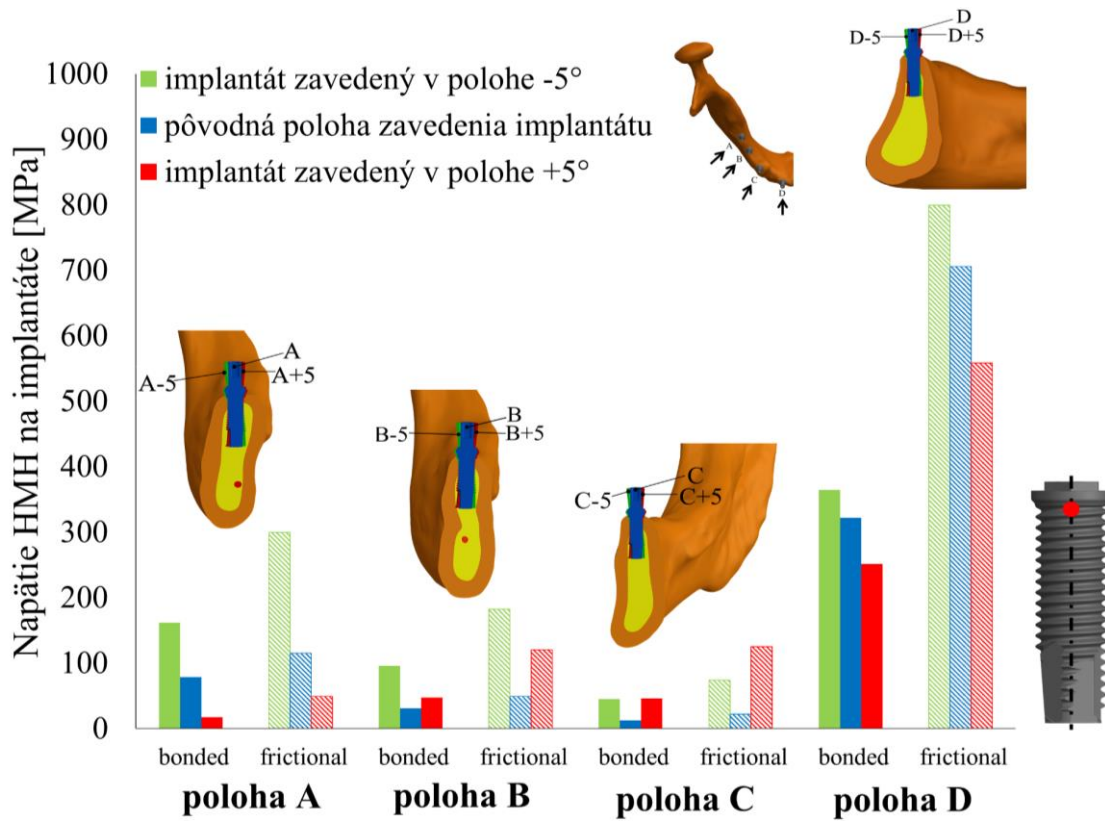 Napätie HMH na implantáte [MPa]
1000
900
800
700
600
500
400
300
200
100
0
implantát zavedený v polohe -5°
pôvodná poloha zavedenia implantátu
implantát zavedený v polohe +5°
A
B
C
D
D
D-5
D+5
A
A-5
A+5
B
B-5
B+5
C
C-5
C+5
bonded frictional bonded frictional bonded frictional bonded frictional
poloha A poloha B poloha C poloha D